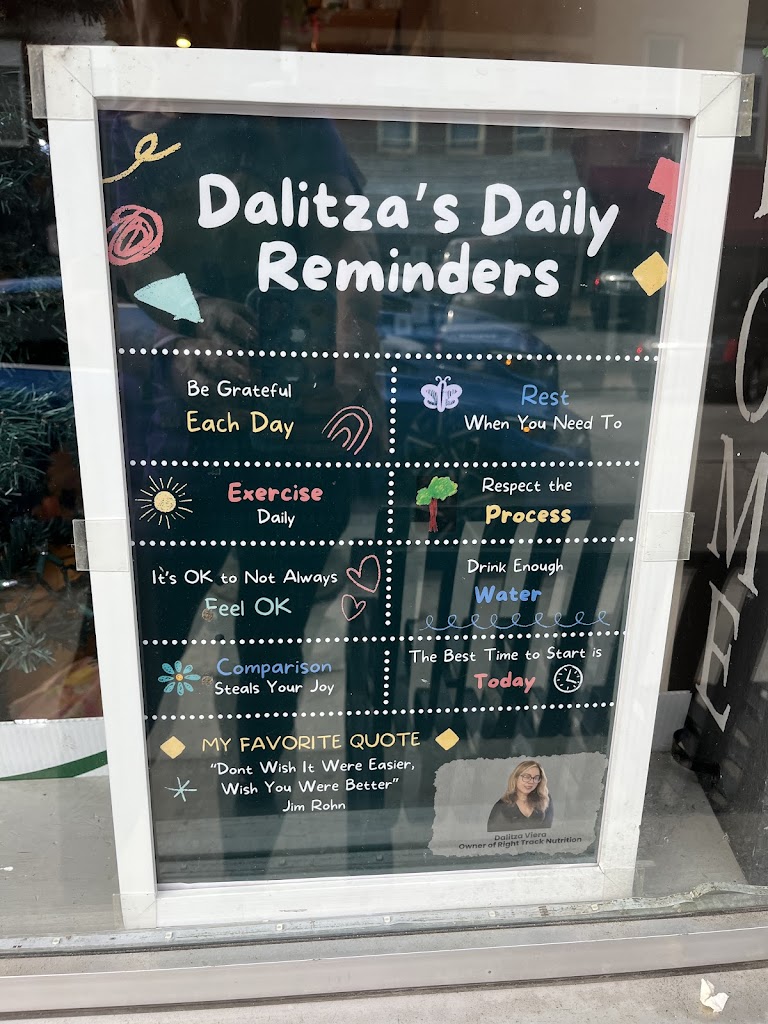 Dalitza's Daily
Reminders
Be Grateful
Each Day
Rest
When You Need To
Exercise
Daily
Respect the
Process
It's OK to Not Always
Feel OK
Drink Enough
Water
Comparison
Steals Your Joy
The Best Time to Start is
Today
MY FAVORITE QUOTE
"Dont Wish It Were Easier,
Wish You Were Better"
Jim Rohn
Dalitza Viera
Owner of Right Track Nutrition